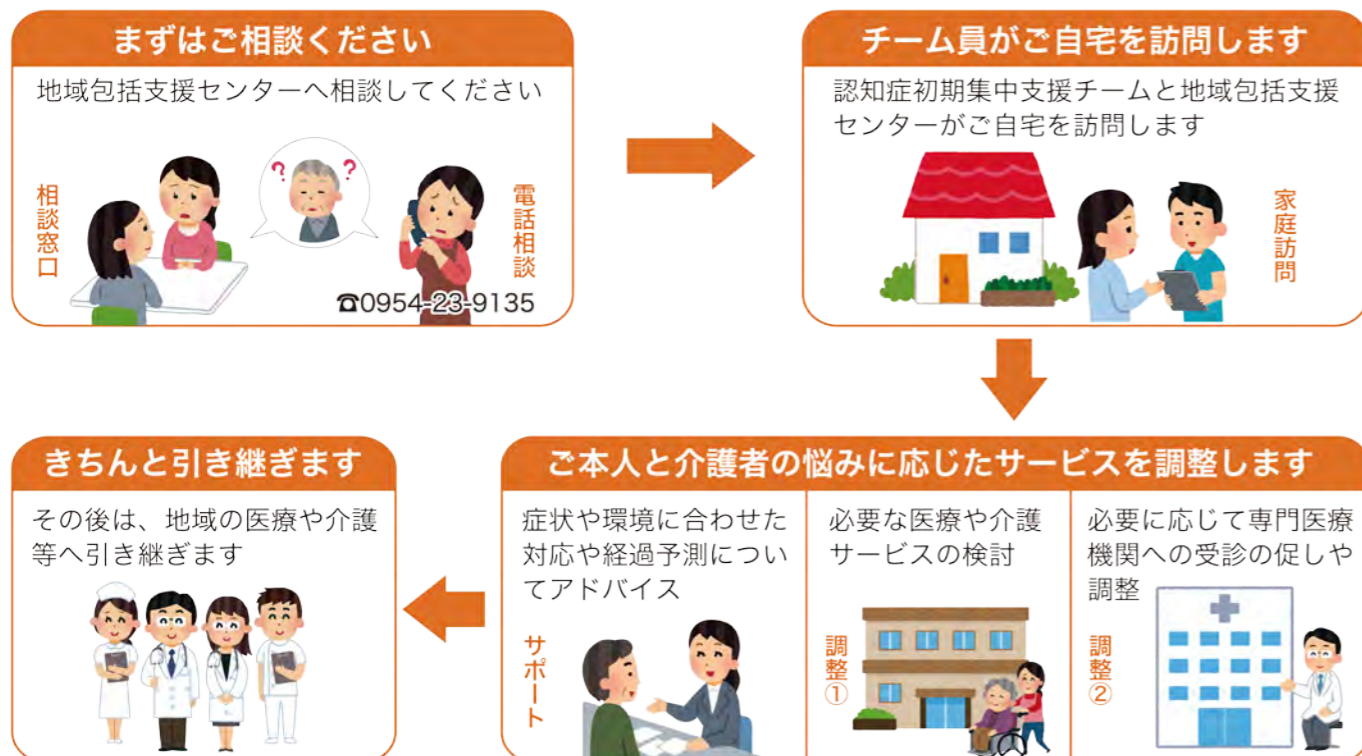 まずはご相談ください
地域包括支援センターへ相談してください
相談窓口
?
?
電話相談
☎0954-23-9135
チーム員がご自宅を訪問します
認知症初期集中支援チームと地域包括支援
センターがご自宅を訪問します
家庭訪問
ご本人と介護者の悩みに応じたサービスを調整します
症状や環境に合わせた
対応や経過予測につい
てアドバイス
サポート
必要な医療や介護
サービスの検討
調整①
必要に応じて専門医療
機関への受診の促しや
調整
調整②
きちんと引き継ぎます
その後は、地域の医療や介護
等へ引き継ぎます